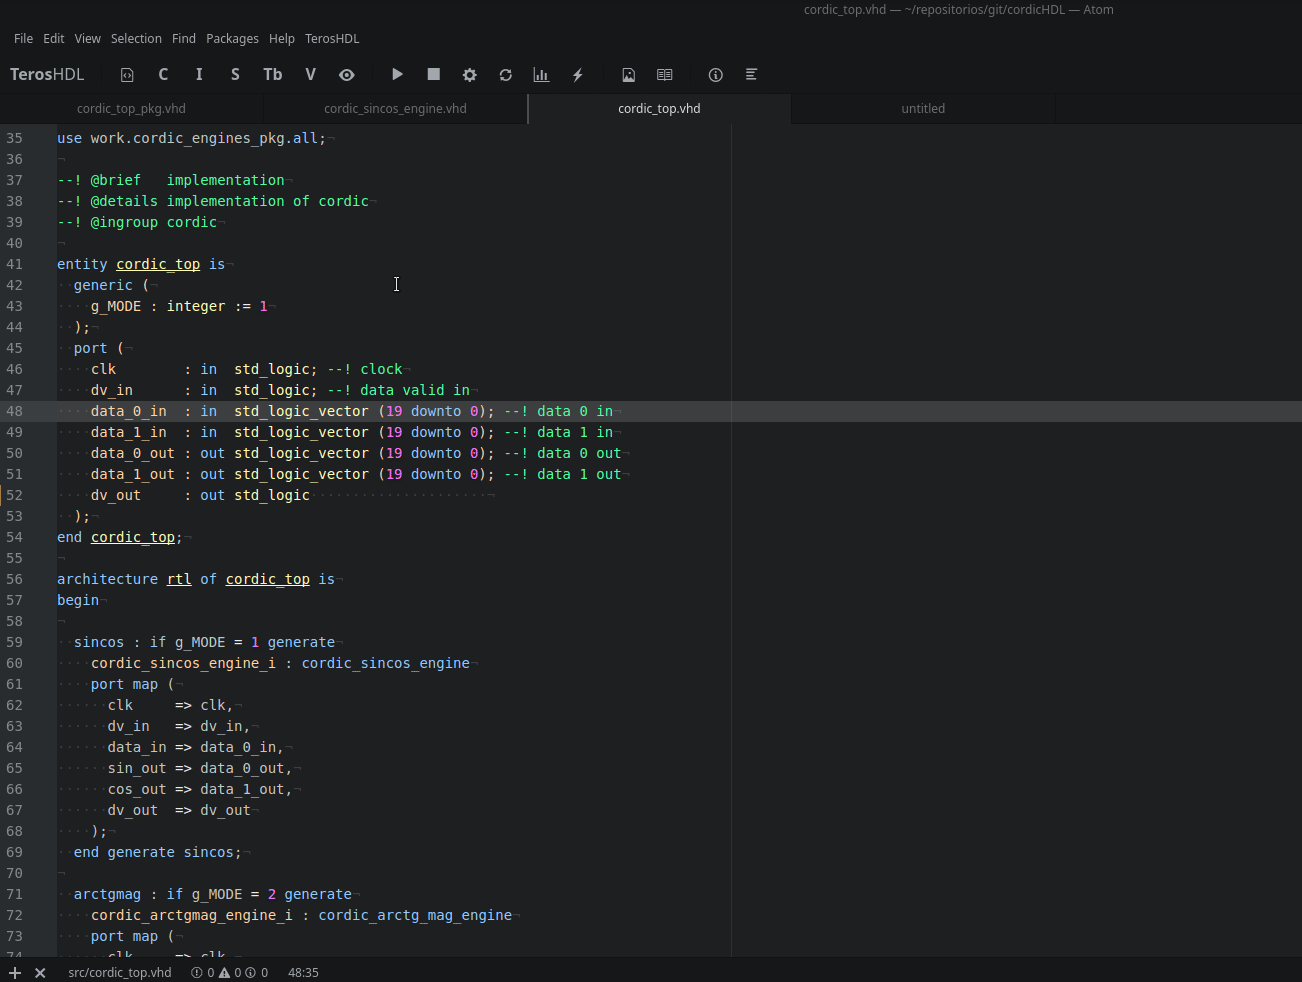 cordic_top.vhd — ~/repositorios/git/cordicHDL — Atom
File Edit View Selection Find Packages Help TerosHDL
TerosHDL C I S Tb V
cordic_top_pkg.vhd cordic_sincos_engine.vhd cordic_top.vhd untitled
35 use work.cordic_engines_pkg.all;
36
37 --! @brief   implementation
38 --! @details implementation of cordic
39 --! @ingroup cordic
40
41 entity cordic_top is
42   generic (
43     g_MODE : integer := 1
44   );
45   port (
46     clk        : in  std_logic; --! clock
47     dv_in      : in  std_logic; --! data valid in
48     data_0_in  : in  std_logic_vector (19 downto 0); --! data 0 in
49     data_1_in  : in  std_logic_vector (19 downto 0); --! data 1 in
50     data_0_out : out std_logic_vector (19 downto 0); --! data 0 out
51     data_1_out : out std_logic_vector (19 downto 0); --! data 1 out
52     dv_out     : out std_logic
53   );
54 end cordic_top;
55
56 architecture rtl of cordic_top is
57 begin
58
59   sincos : if g_MODE = 1 generate
60     cordic_sincos_engine_i : cordic_sincos_engine
61     port map (
62       clk     => clk,
63       dv_in   => dv_in,
64       data_in => data_0_in,
65       sin_out => data_0_out,
66       cos_out => data_1_out,
67       dv_out  => dv_out
68     );
69   end generate sincos;
70
71   arctgmag : if g_MODE = 2 generate
72     cordic_arctgmag_engine_i : cordic_arctg_mag_engine
73     port map (
74       clk     => clk
src/cordic_top.vhd 0 0 0 48:35